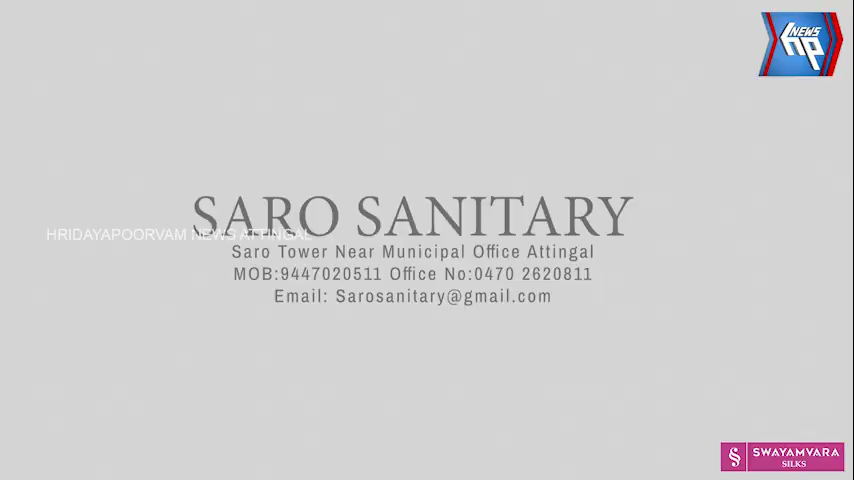 NEWS
np
SARO SANITARY
HRIDAYAPOORVAM NEWS ATTINGAL
Saro Tower Near Municipal Office Attingal
MOB:9447020511 Office No:0470 2620811
Email: Sarosanitary@gmail.com
SWAYAMVARA
SILKS